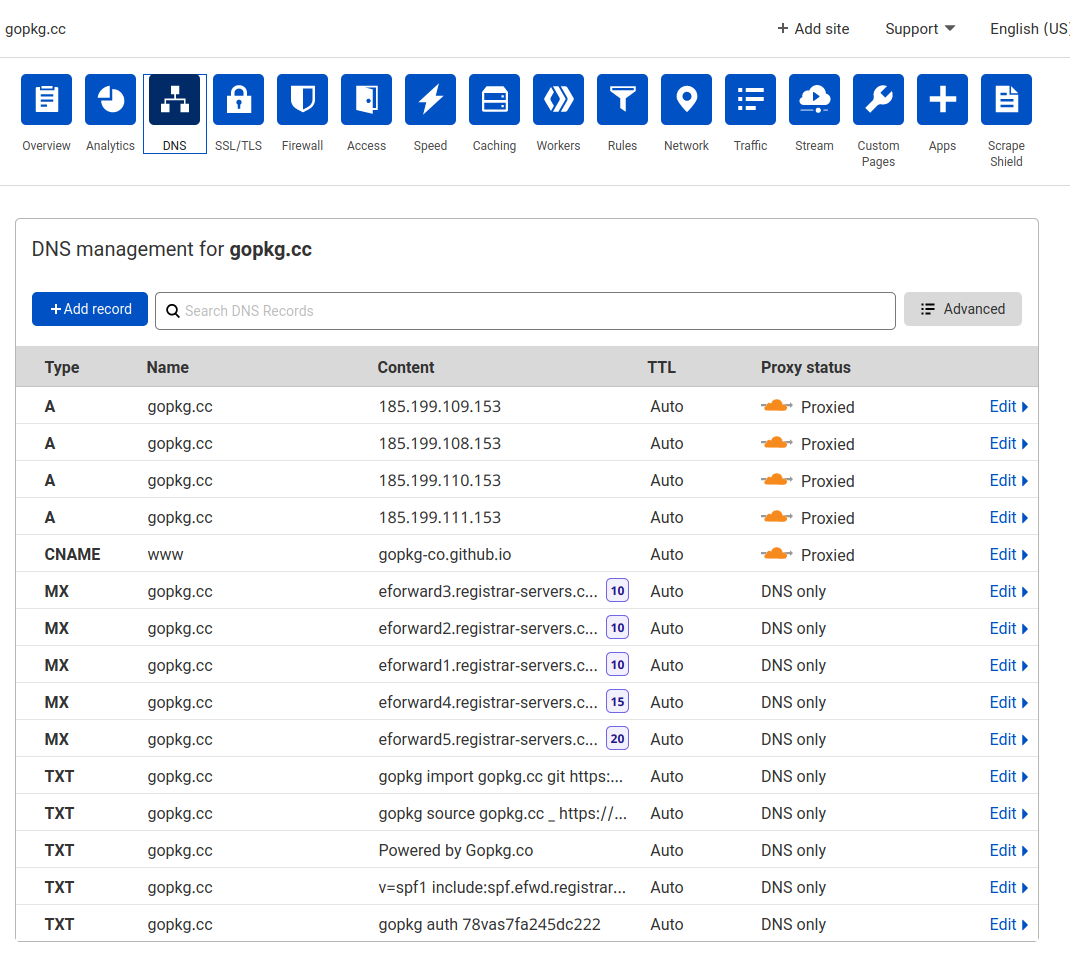 gopkg.cc + Add site Support English (US)
Overview Analytics DNS SSL/TLS Firewall Access Speed Caching Workers Rules Network Traffic Stream Custom Pages Apps Scrape Shield
DNS management for gopkg.cc
+ Add record Search DNS Records Advanced
Type Name Content TTL Proxy status
A gopkg.cc 185.199.109.153 Auto Proxied Edit
A gopkg.cc 185.199.108.153 Auto Proxied Edit
A gopkg.cc 185.199.110.153 Auto Proxied Edit
A gopkg.cc 185.199.111.153 Auto Proxied Edit
CNAME www gopkg-co.github.io Auto Proxied Edit
MX gopkg.cc eforward3.registrar-servers.c... 10 Auto DNS only Edit
MX gopkg.cc eforward2.registrar-servers.c... 10 Auto DNS only Edit
MX gopkg.cc eforward1.registrar-servers.c... 10 Auto DNS only Edit
MX gopkg.cc eforward4.registrar-servers.c... 15 Auto DNS only Edit
MX gopkg.cc eforward5.registrar-servers.c... 20 Auto DNS only Edit
TXT gopkg.cc gopkg import gopkg.cc git https:... Auto DNS only Edit
TXT gopkg.cc gopkg source gopkg.cc _ https://... Auto DNS only Edit
TXT gopkg.cc Powered by Gopkg.co Auto DNS only Edit
TXT gopkg.cc v=spf1 include:spf.efwd.registrar... Auto DNS only Edit
TXT gopkg.cc gopkg auth 78vas7fa245dc222 Auto DNS only Edit